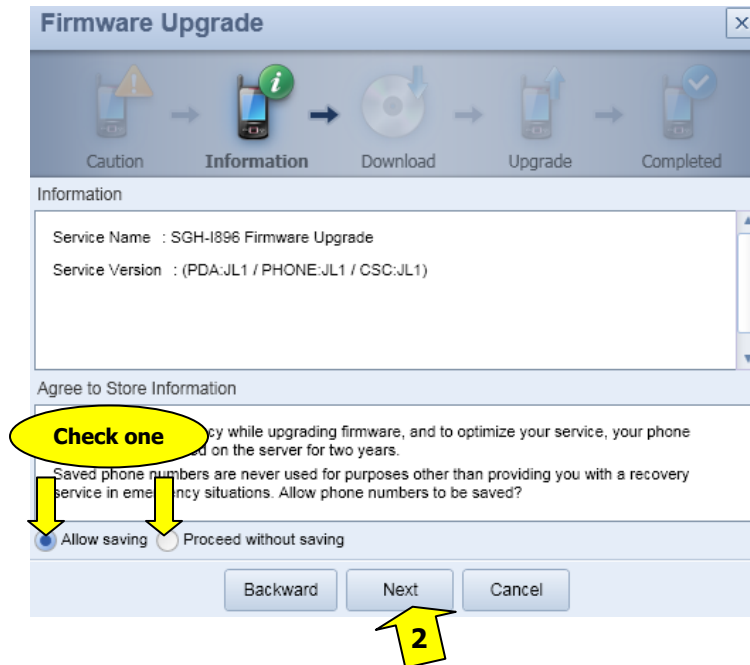 Firmware Upgrade
Caution Information Download Upgrade Completed
Information
Service Name : SGH-I896 Firmware Upgrade
Service Version : (PDA:JL1 / PHONE:JL1 / CSC:JL1)
Agree to Store Information
Check one
while upgrading firmware, and to optimize your service, your phone
on the server for two years.
Saved phone numbers are never used for purposes other than providing you with a recovery
service in emergency situations. Allow phone numbers to be saved?
Allow saving Proceed without saving
Backward Next Cancel
2